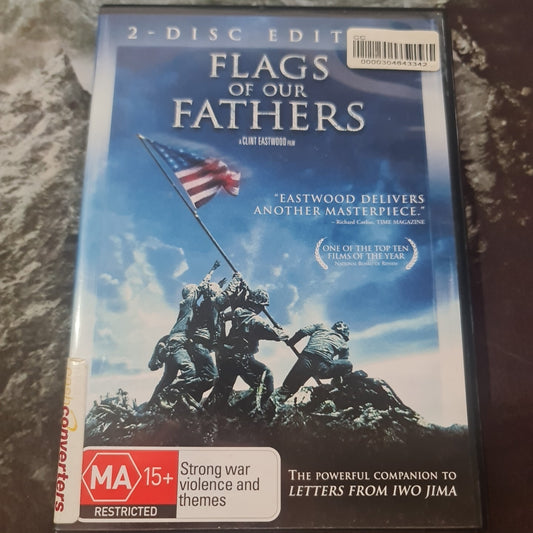 2-DISC EDIT
CC
0000304643342
FLAGS
OF OUR
FATHERS
A CLINT EASTWOOD FILM
"EASTWOOD DELIVERS
ANOTHER MASTERPIECE."
– Richard Corliss, TIME MAGAZINE
ONE OF THE TOP TEN
FILMS OF THE YEAR
NATIONAL BOARD OF REVIEW
converters
MA 15+
RESTRICTED
Strong war
violence and
themes
THE POWERFUL COMPANION TO
LETTERS FROM IWO JIMA